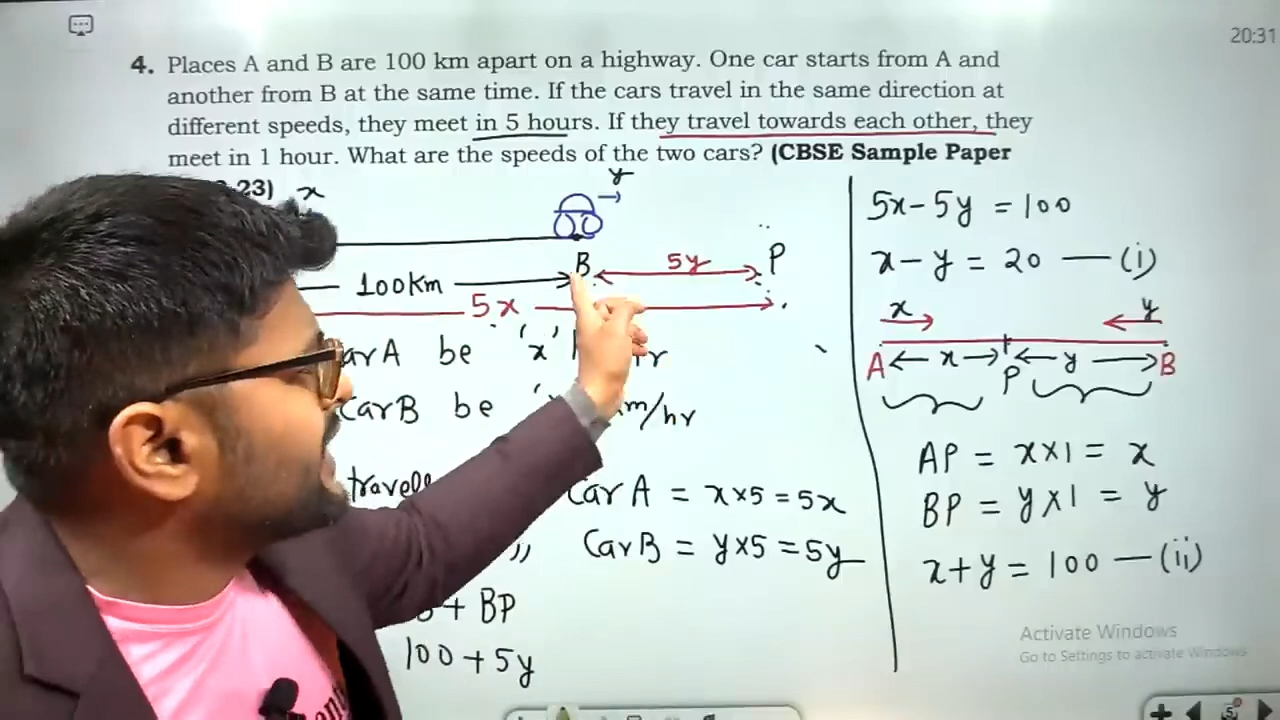 20:31
4. Places A and B are 100 km apart on a highway. One car starts from A and
another from B at the same time. If the cars travel in the same direction at
different speeds, they meet in 5 hours. If they travel towards each other, they
meet in 1 hour. What are the speeds of the two cars? (CBSE Sample Paper
23) x
y
B 5y P
100km
5x
ar A be 'x' r
Car B be m/hr
travelle Car A = x×5 = 5x
,, Car B = y×5 = 5y
+ BP
100 + 5y
5x - 5y = 100
x - y = 20 — (i)
x y
A x P y B
AP = x×1 = x
BP = y×1 = y
x + y = 100 — (ii)
Activate Windows
Go to Settings to activate Windows.
5